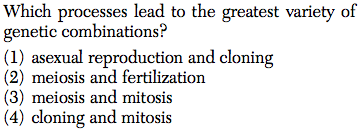 Which processes lead to the greatest variety of
genetic combinations?
(1) asexual reproduction and cloning
(2) meiosis and fertilization
(3) meiosis and mitosis
(4) cloning and mitosis